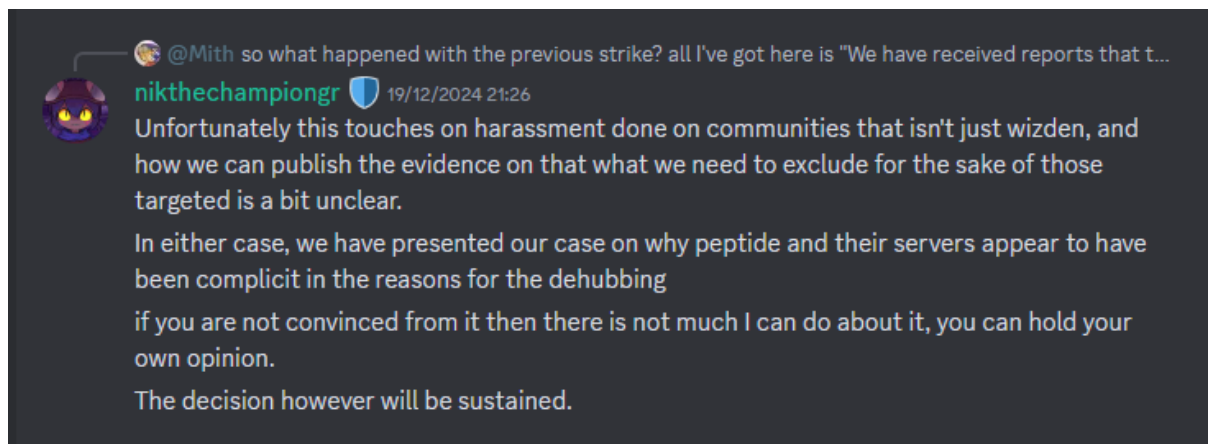 @Mith so what happened with the previous strike? all I've got here is "We have received reports that t...
nikthechampiongr 19/12/2024 21:26
Unfortunately this touches on harassment done on communities that isn't just wizden, and
how we can publish the evidence on that what we need to exclude for the sake of those
targeted is a bit unclear.
In either case, we have presented our case on why peptide and their servers appear to have
been complicit in the reasons for the dehubbing
if you are not convinced from it then there is not much I can do about it, you can hold your
own opinion.
The decision however will be sustained.